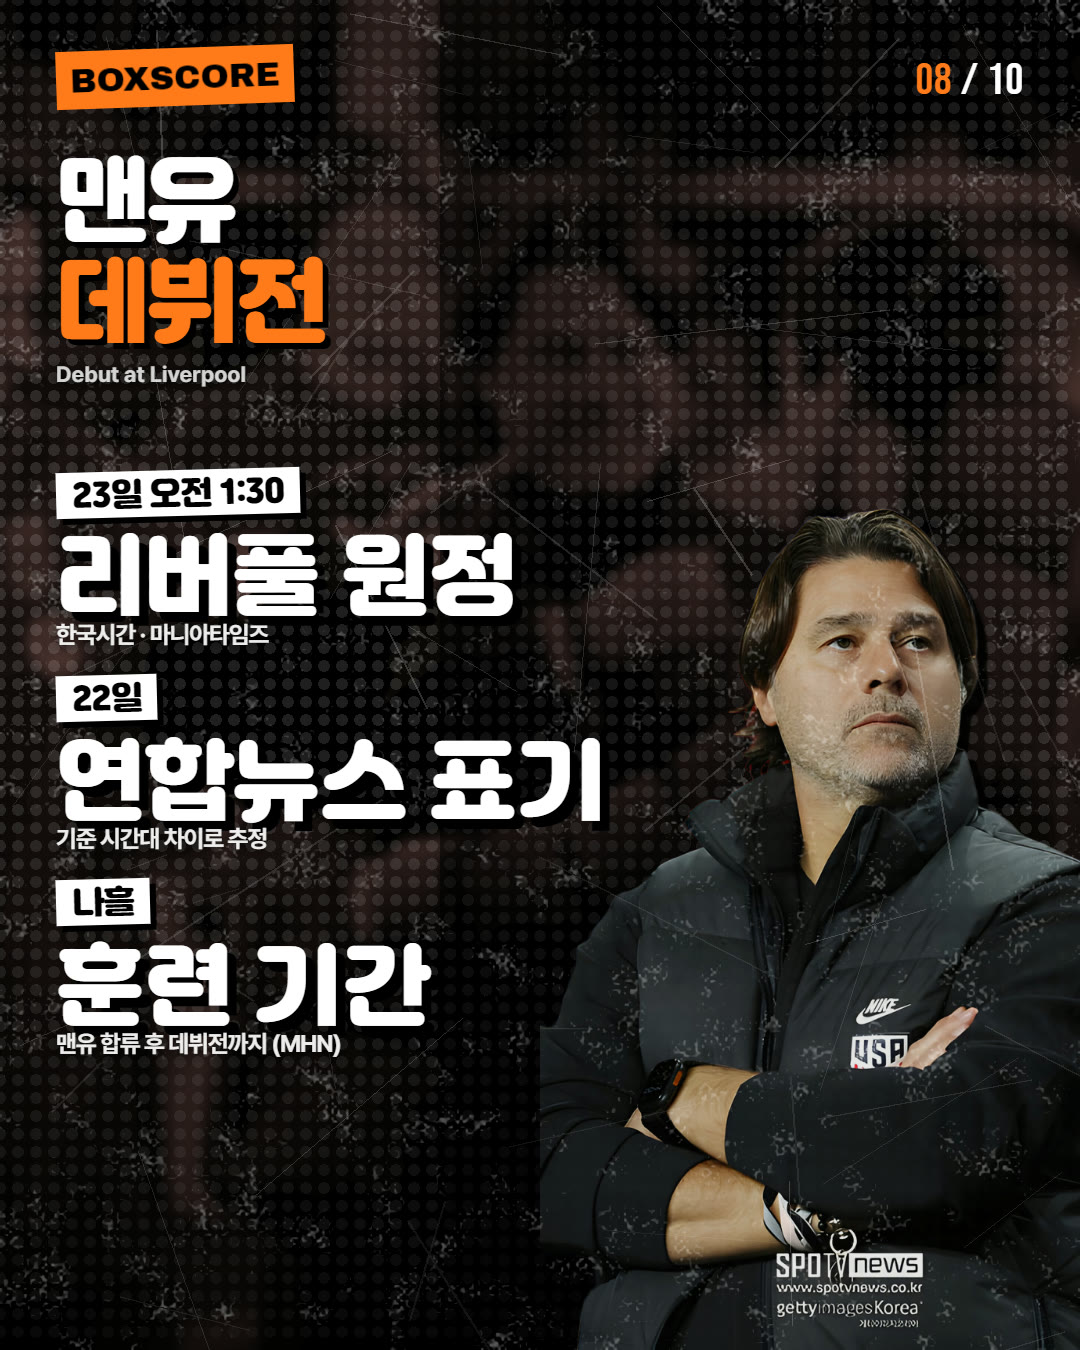 BOXSCORE
08 / 10
맨유
데뷔전
Debut at Liverpool
23일 오전 1:30
리버풀 원정
한국시간 · 마니아타임즈
22일
연합뉴스 표기
기준 시간대 차이로 추정
나흘
훈련 기간
맨유 합류 후 데뷔전까지 (MHN)
NIKE
USA
SPOTV news
www.spotvnews.co.kr
gettyimagesKorea